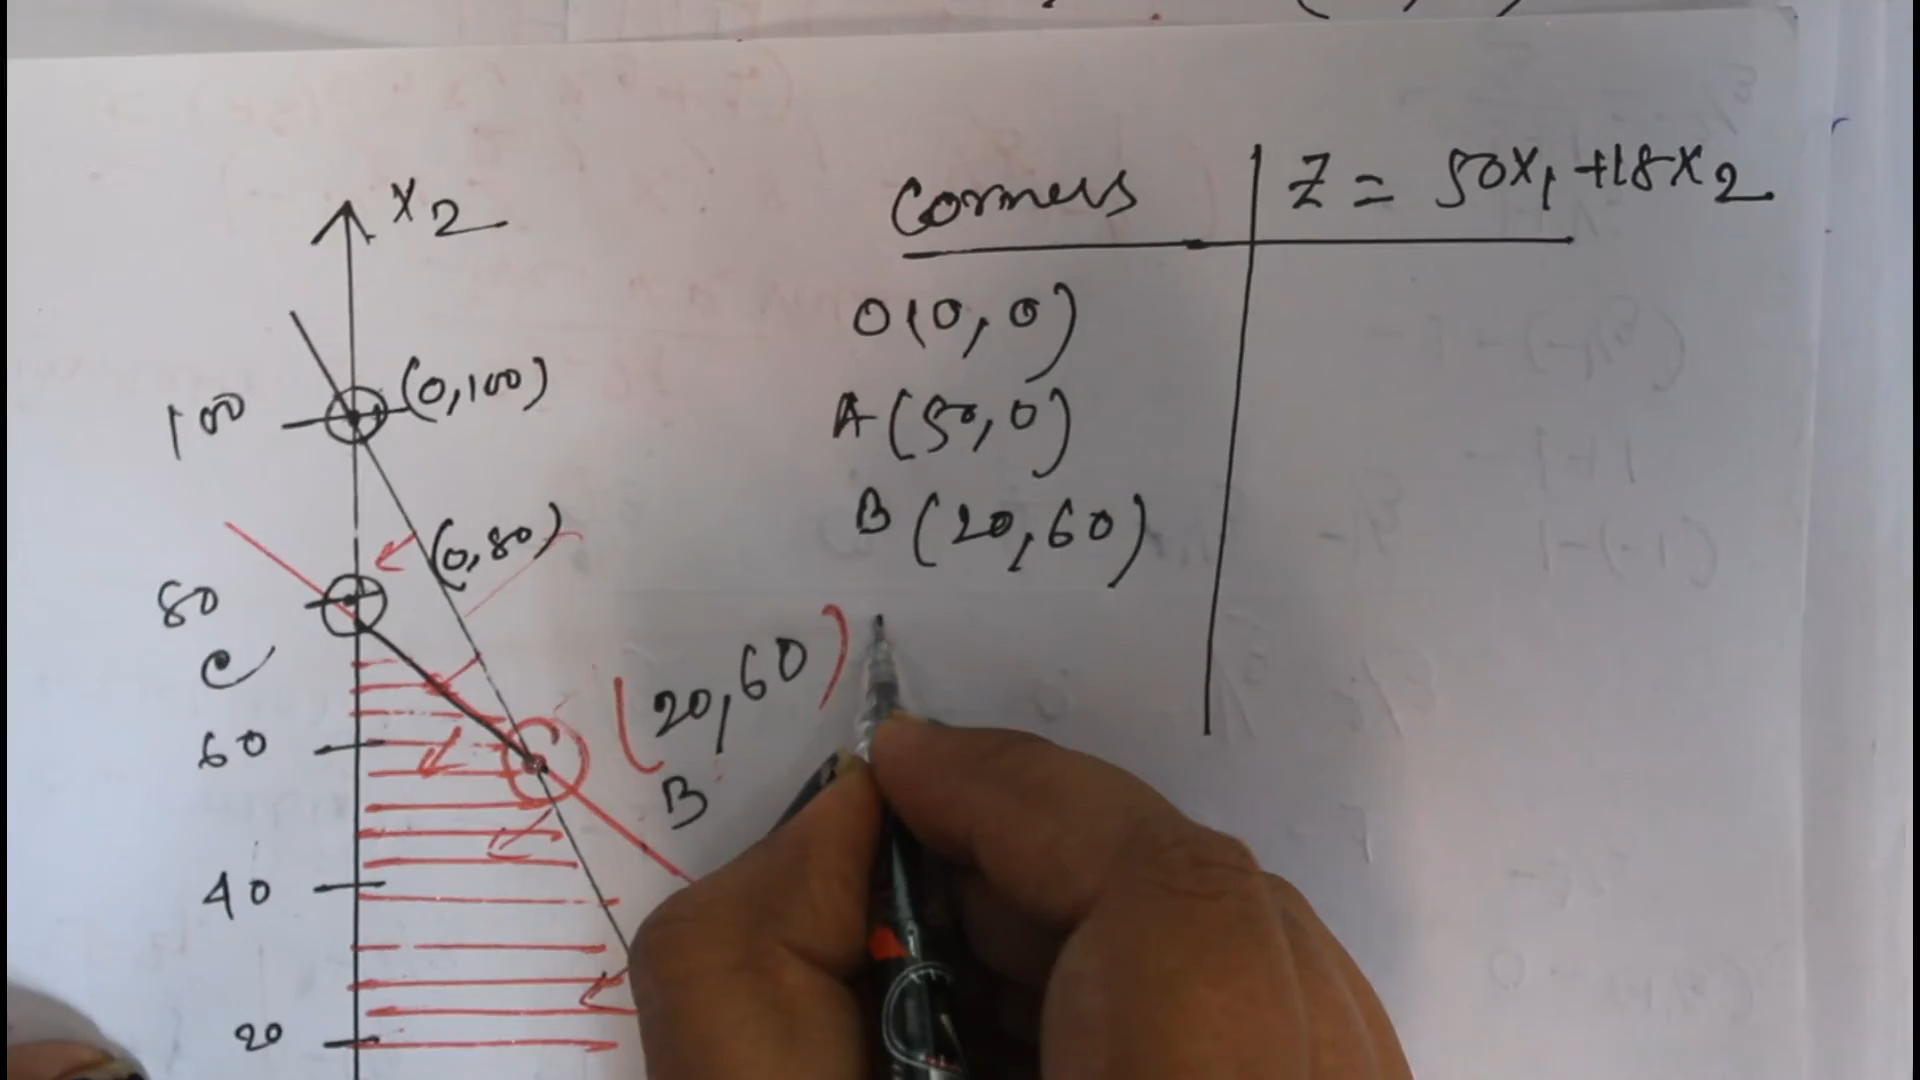 Corners Z = 50x1 + 18x2
x2
O(0,0)
100 (0,100)
A(50,0)
B(20,60)
(0,80)
80
C
(20,60)
60
B
40
20